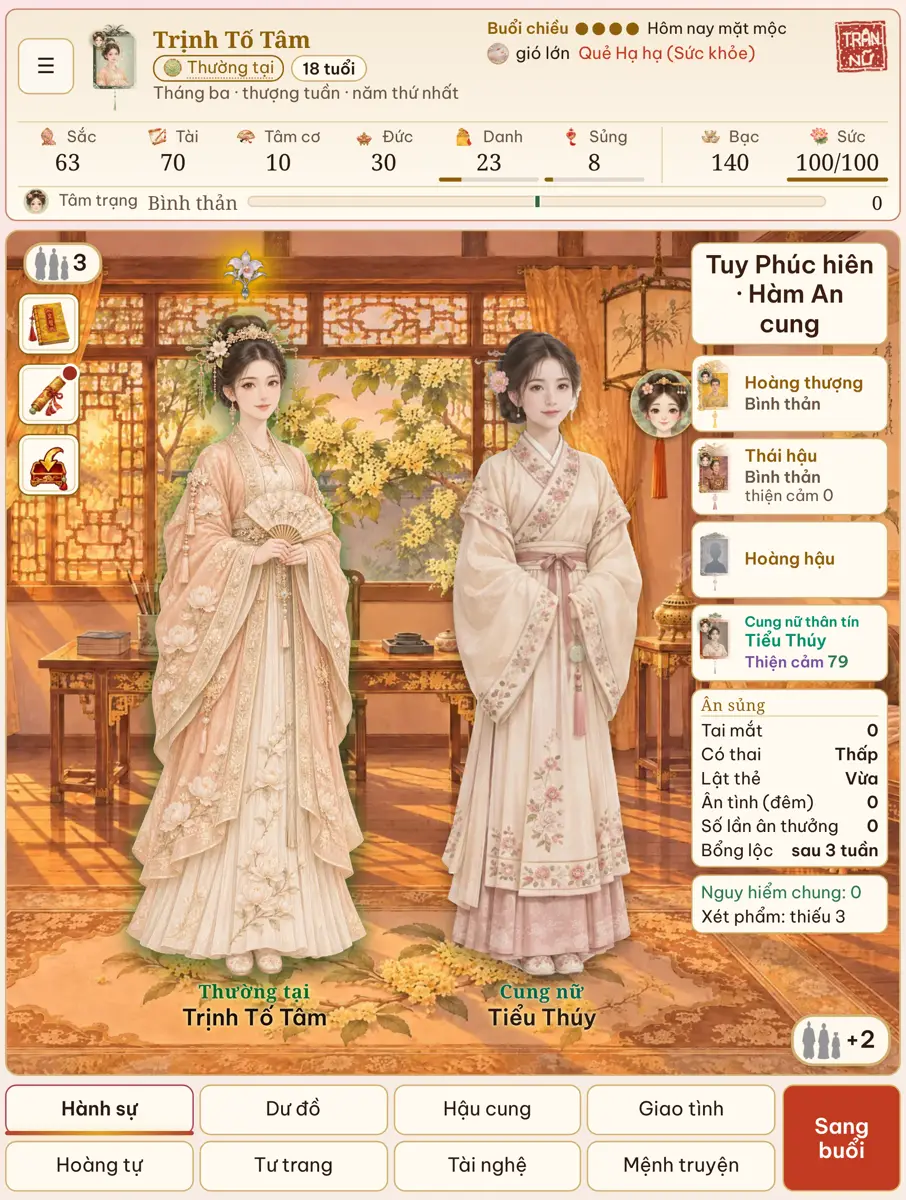 Trịnh Tố Tâm
Thường tại
18 tuổi
Tháng ba · thượng tuần · năm thứ nhất
Buổi chiều
Hôm nay mặt mộc
gió lớn
Quẻ Hạ hạ (Sức khỏe)
TRÂN NỮ
Sắc
63
Tài
70
Tâm cơ
10
Đức
30
Danh
23
Sủng
8
Bạc
140
Sức
100/100
Tâm trạng
Bình thản
0
3
Tuy Phúc hiên
· Hàm An
cung
Hoàng thượng
Bình thản
Thái hậu
Bình thản
thiện cảm 0
Hoàng hậu
Cung nữ thân tín
Tiểu Thúy
Thiện cảm 79
Ân sủng
Tai mắt 0
Có thai Thấp
Lật thẻ Vừa
Ân tình (đêm) 0
Số lần ân thưởng 0
Bổng lộc sau 3 tuần
Nguy hiểm chung: 0
Xét phẩm: thiếu 3
Thường tại
Trịnh Tố Tâm
Cung nữ
Tiểu Thúy
+2
Hành sự
Dư đồ
Hậu cung
Giao tình
Hoàng tự
Tư trang
Tài nghệ
Mệnh truyện
Sang
buổi